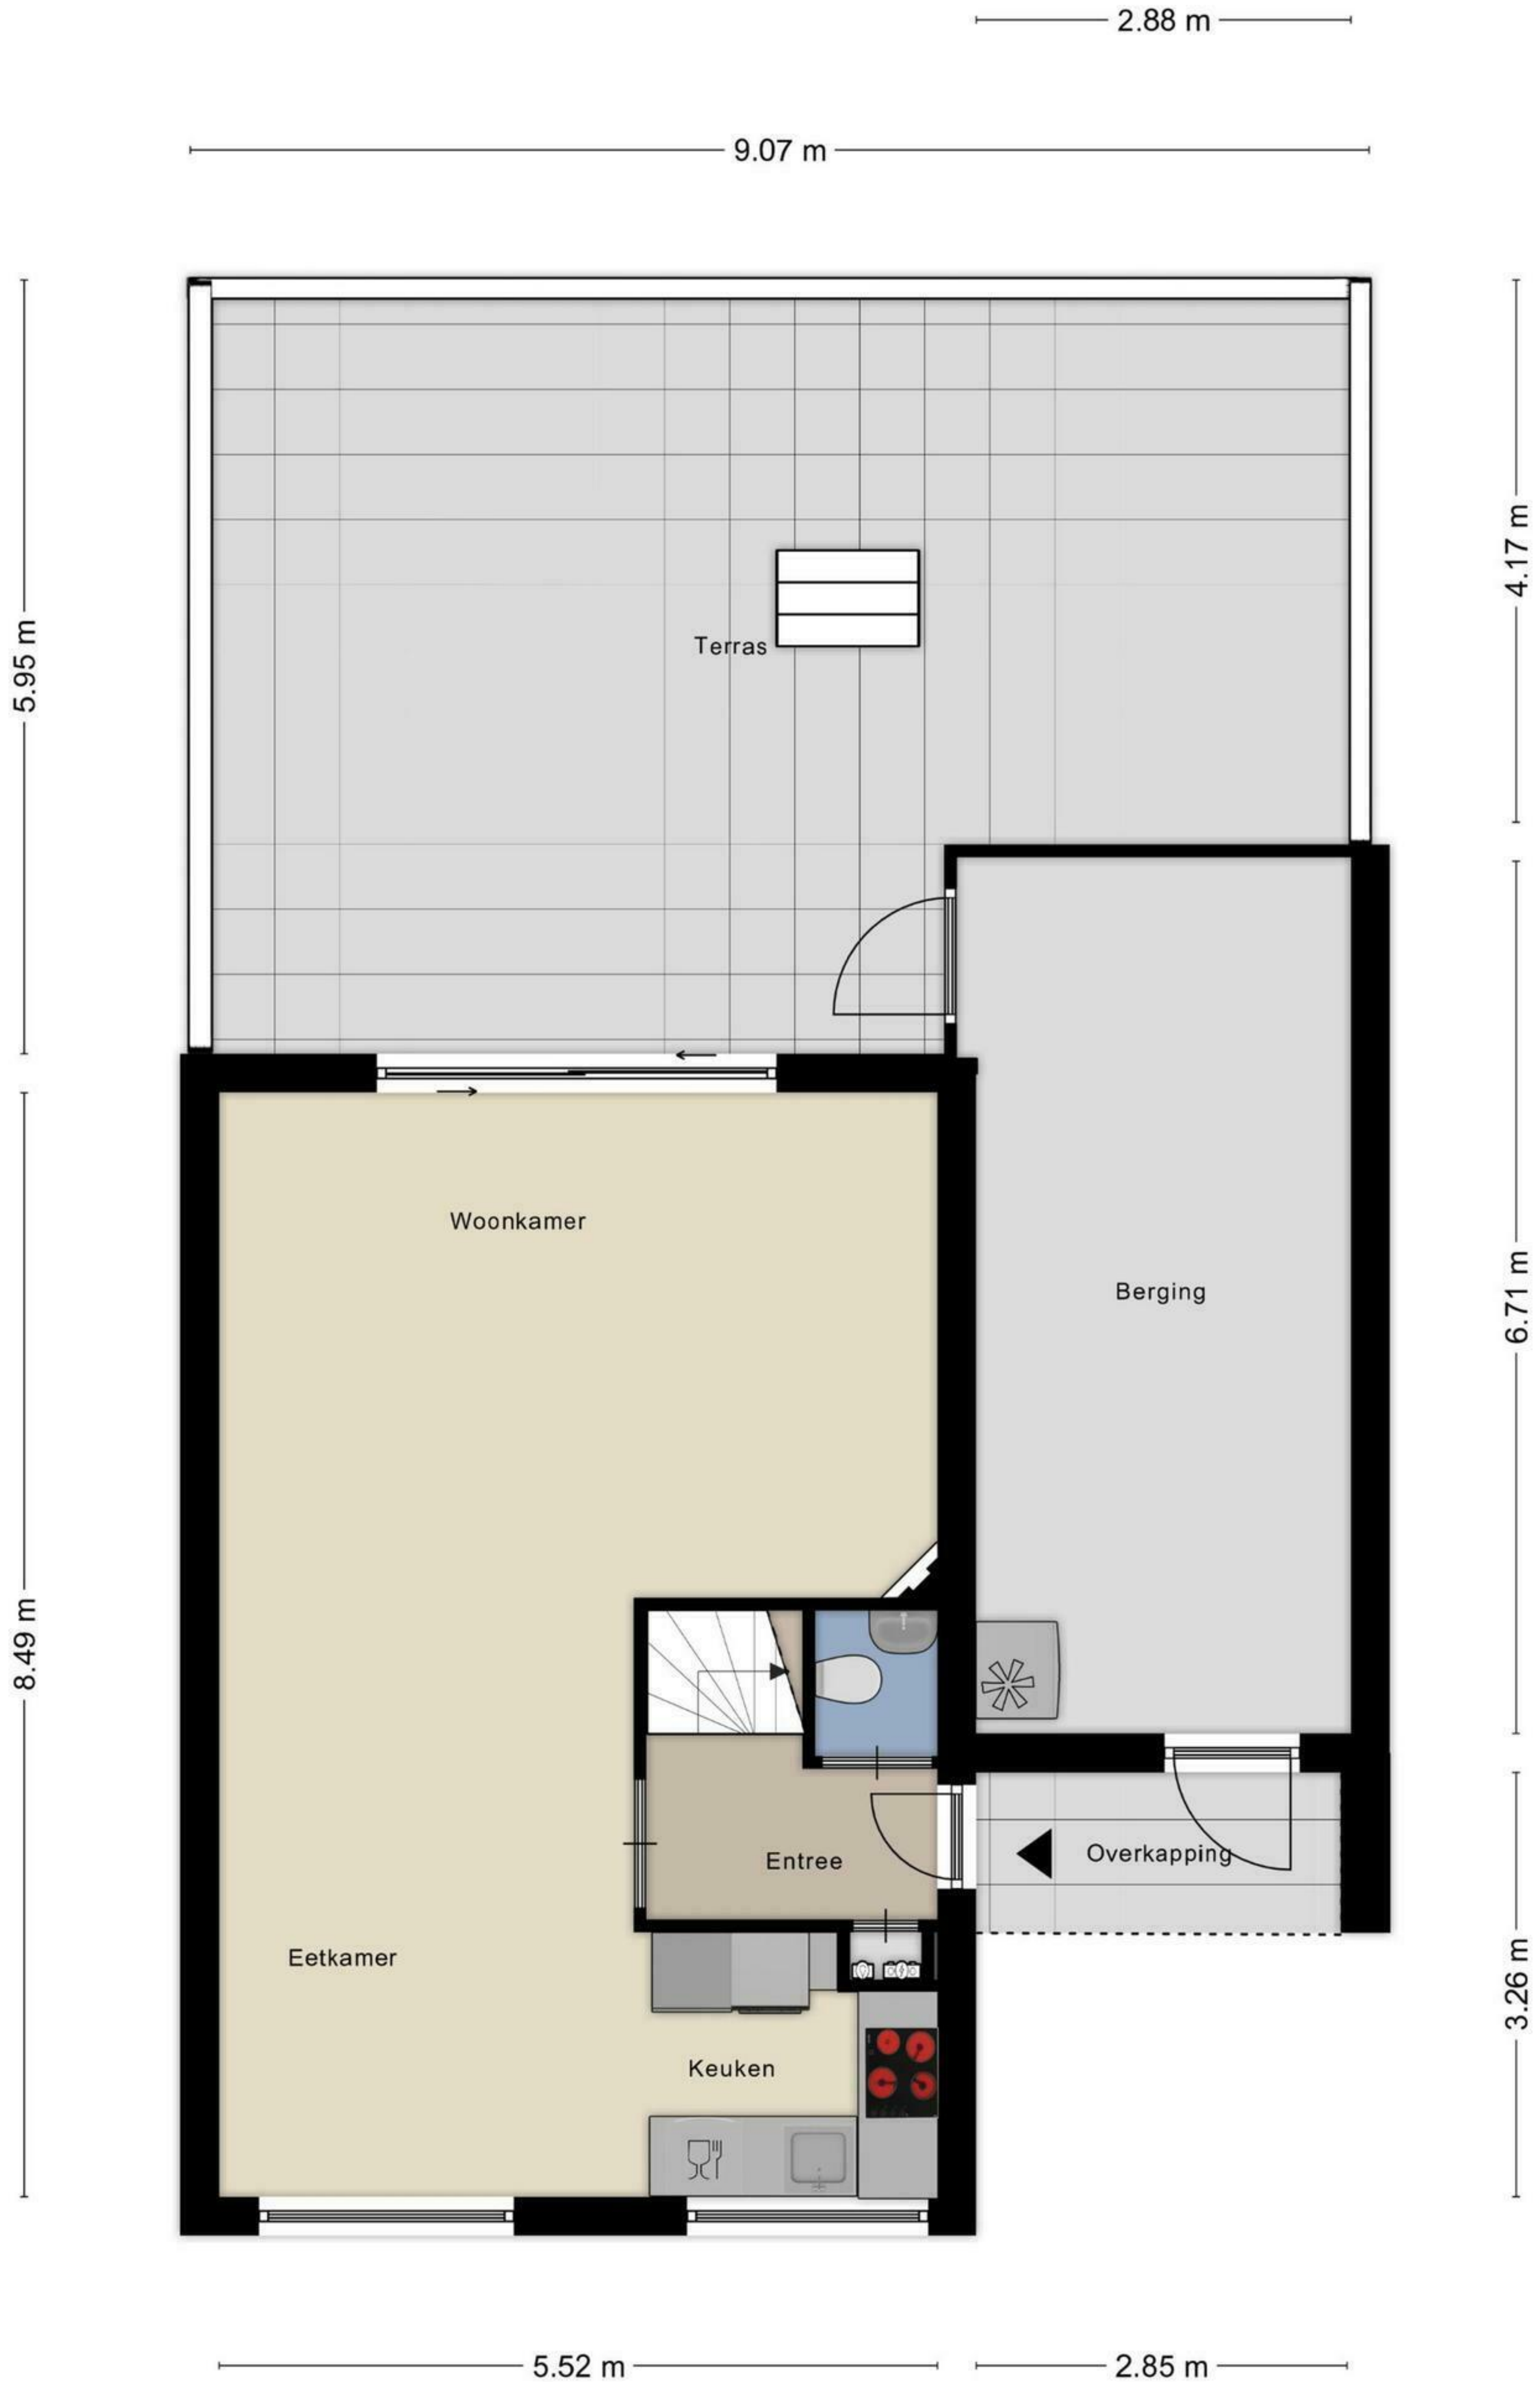 2.88 m
9.07 m
5.95 m
4.17 m
Terras
Woonkamer
Berging
6.71 m
8.49 m
Entree
Overkapping
Eetkamer
3.26 m
Keuken
5.52 m
2.85 m